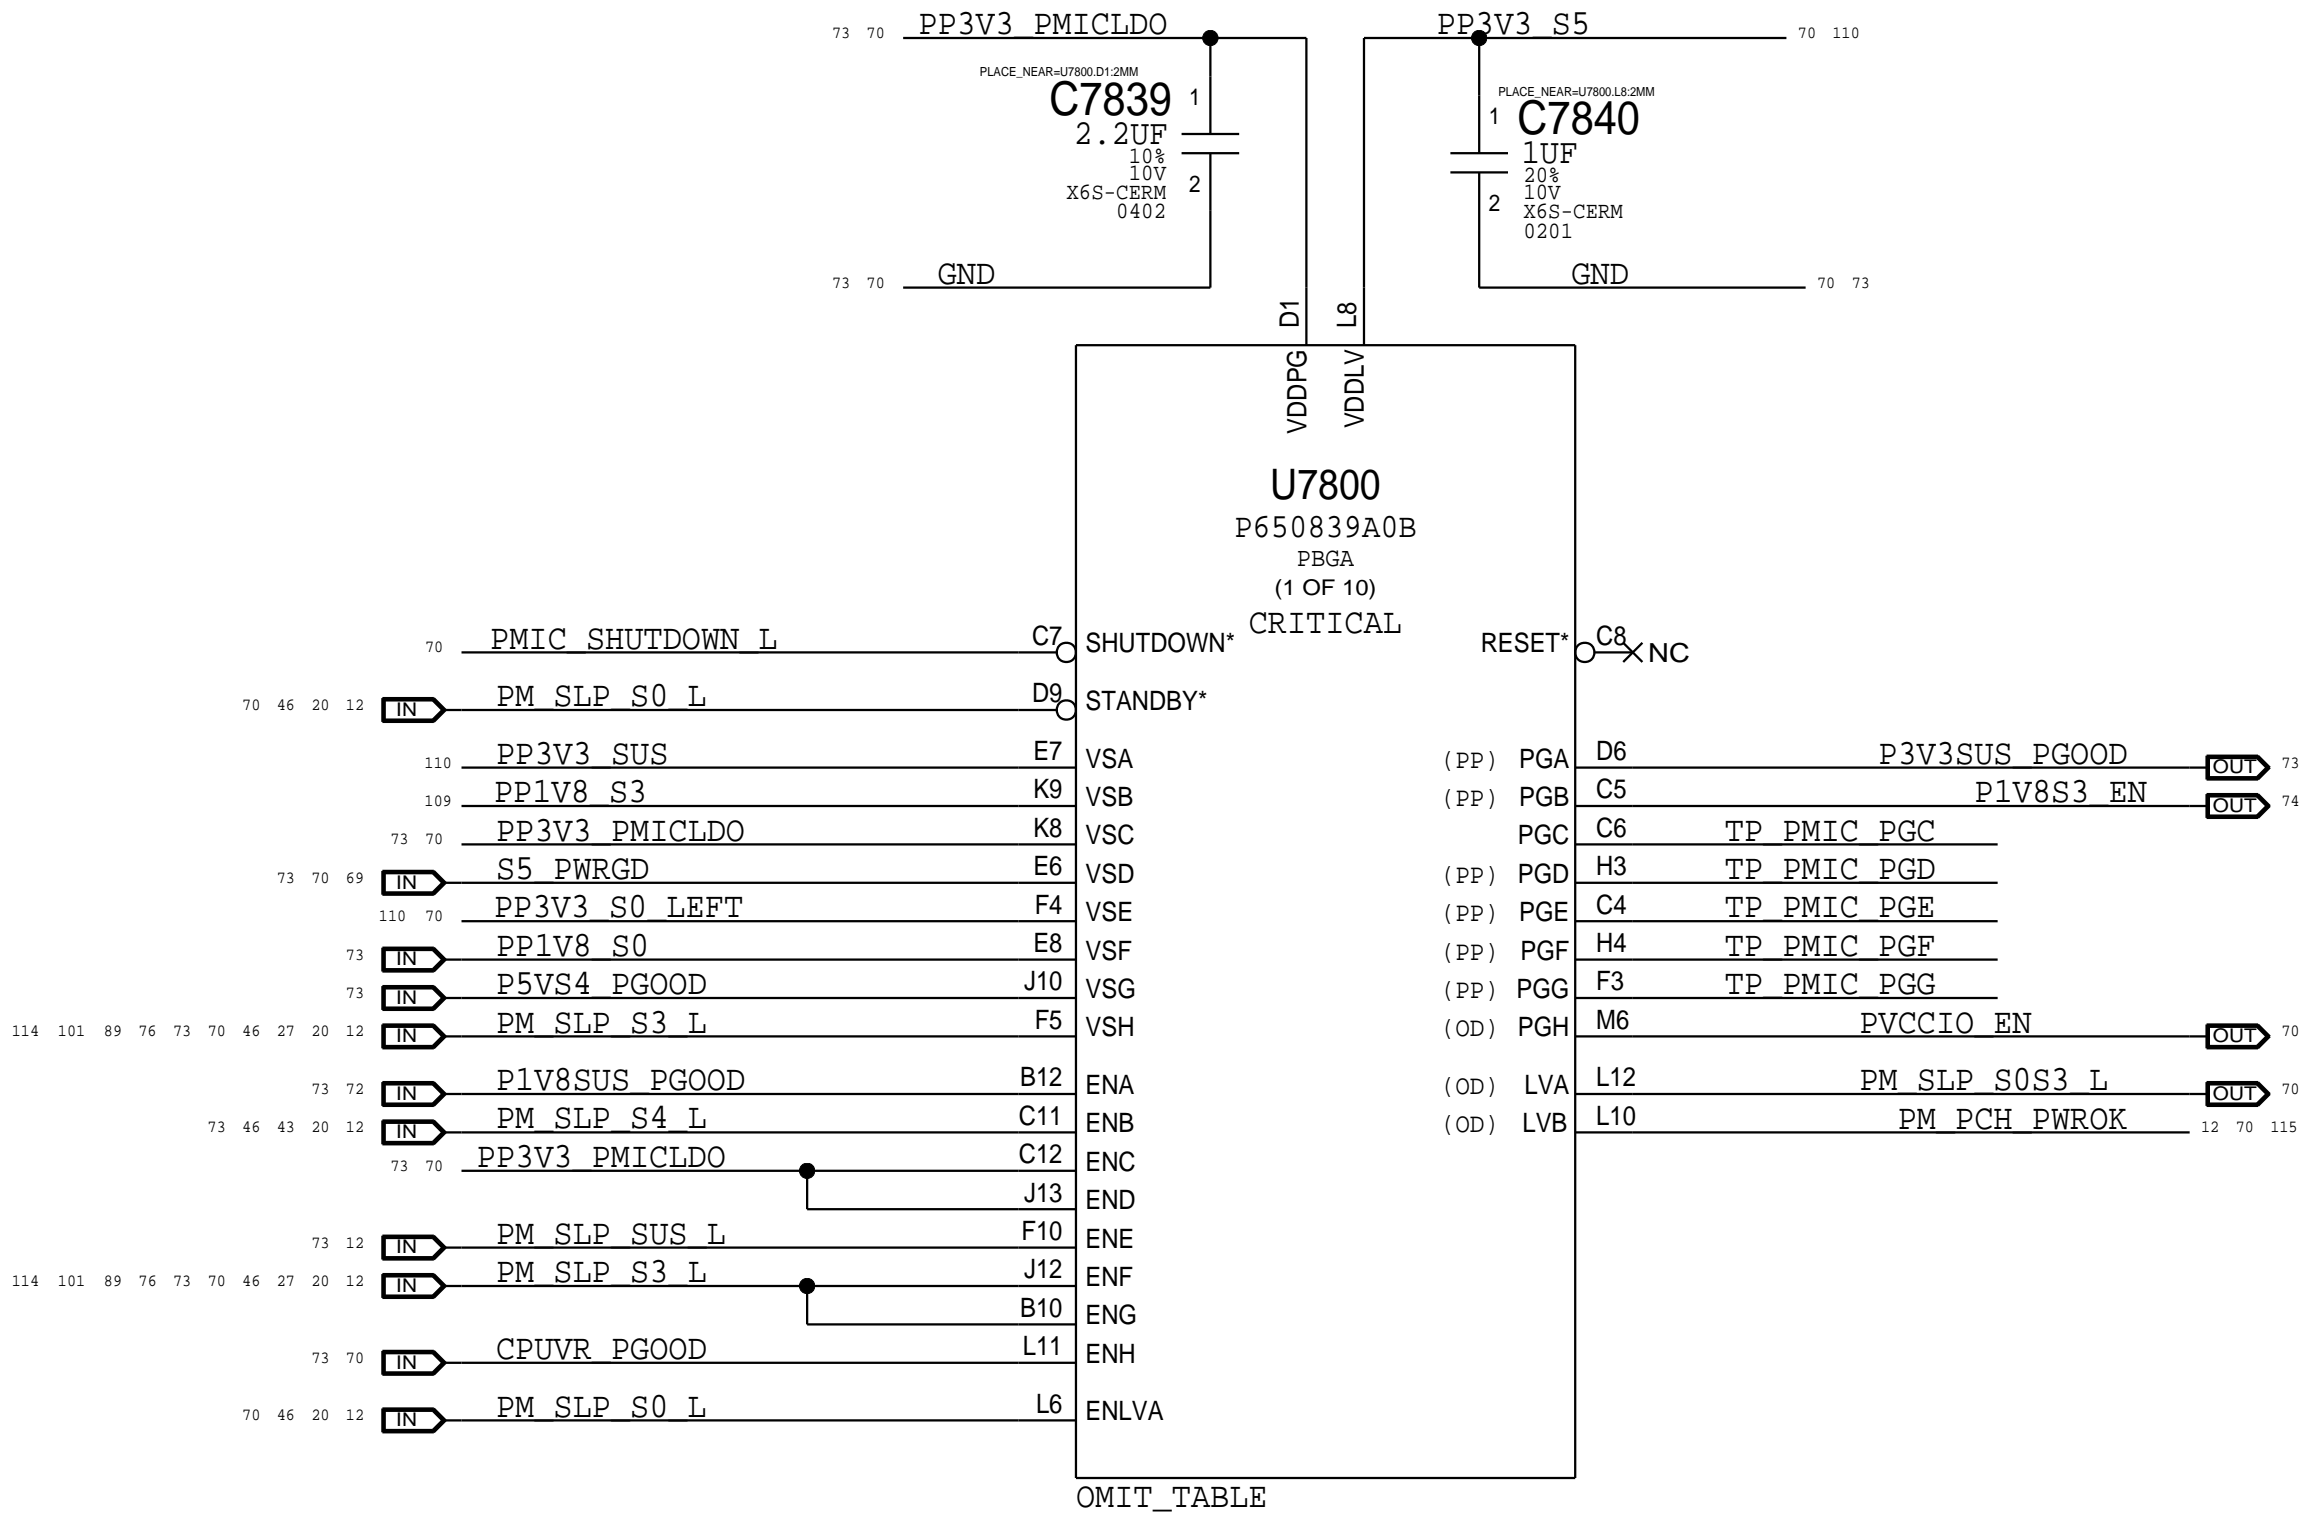 73 70 PP3V3_PMICLDO PP3V3_S5 70 110
PLACE_NEAR=U7800.D1:2MM
C7839 1
2.2UF
10%
10V
X6S-CERM 2
0402
PLACE_NEAR=U7800.L8:2MM
1 C7840
1UF
20%
10V
2 X6S-CERM
0201
73 70 GND GND 70 73
D1 L8
VDDPG VDDLV
U7800
P650839A0B
PBGA
(1 OF 10)
CRITICAL
70 PMIC_SHUTDOWN_L C7 SHUTDOWN* RESET* C8 NC
70 46 20 12 IN PM_SLP_S0_L D9 STANDBY*
110 PP3V3_SUS E7 VSA (PP) PGA D6 P3V3SUS_PGOOD OUT 73
109 PP1V8_S3 K9 VSB (PP) PGB C5 P1V8S3_EN OUT 74
73 70 PP3V3_PMICLDO K8 VSC PGC C6 TP_PMIC_PGC
73 70 69 IN S5_PWRGD E6 VSD (PP) PGD H3 TP_PMIC_PGD
110 70 PP3V3_S0_LEFT F4 VSE (PP) PGE C4 TP_PMIC_PGE
73 IN PP1V8_S0 E8 VSF (PP) PGF H4 TP_PMIC_PGF
73 IN P5VS4_PGOOD J10 VSG (PP) PGG F3 TP_PMIC_PGG
114 101 89 76 73 70 46 27 20 12 IN PM_SLP_S3_L F5 VSH (OD) PGH M6 PVCCIO_EN OUT 70
73 72 IN P1V8SUS_PGOOD B12 ENA (OD) LVA L12 PM_SLP_S0S3_L OUT 70
73 46 43 20 12 IN PM_SLP_S4_L C11 ENB (OD) LVB L10 PM_PCH_PWROK 12 70 115
73 70 PP3V3_PMICLDO C12 ENC
J13 END
73 12 IN PM_SLP_SUS_L F10 ENE
114 101 89 76 73 70 46 27 20 12 IN PM_SLP_S3_L J12 ENF
B10 ENG
73 70 IN CPUVR_PGOOD L11 ENH
70 46 20 12 IN PM_SLP_S0_L L6 ENLVA
OMIT_TABLE